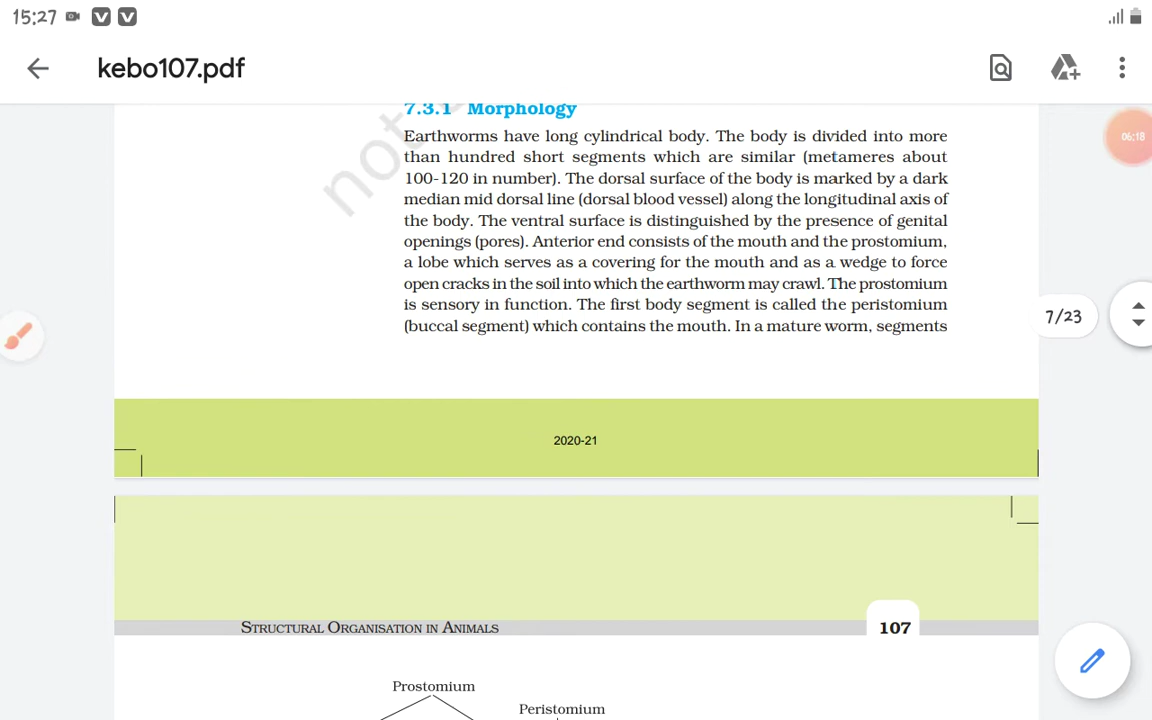 15:27
kebo107.pdf
06:18
7.3.1 Morphology
not
Earthworms have long cylindrical body. The body is divided into more
than hundred short segments which are similar (metameres about
100-120 in number). The dorsal surface of the body is marked by a dark
median mid dorsal line (dorsal blood vessel) along the longitudinal axis of
the body. The ventral surface is distinguished by the presence of genital
openings (pores). Anterior end consists of the mouth and the prostomium,
a lobe which serves as a covering for the mouth and as a wedge to force
open cracks in the soil into which the earthworm may crawl. The prostomium
is sensory in function. The first body segment is called the peristomium
(buccal segment) which contains the mouth. In a mature worm, segments
7/23
2020-21
STRUCTURAL ORGANISATION IN ANIMALS
107
Prostomium
Peristomium